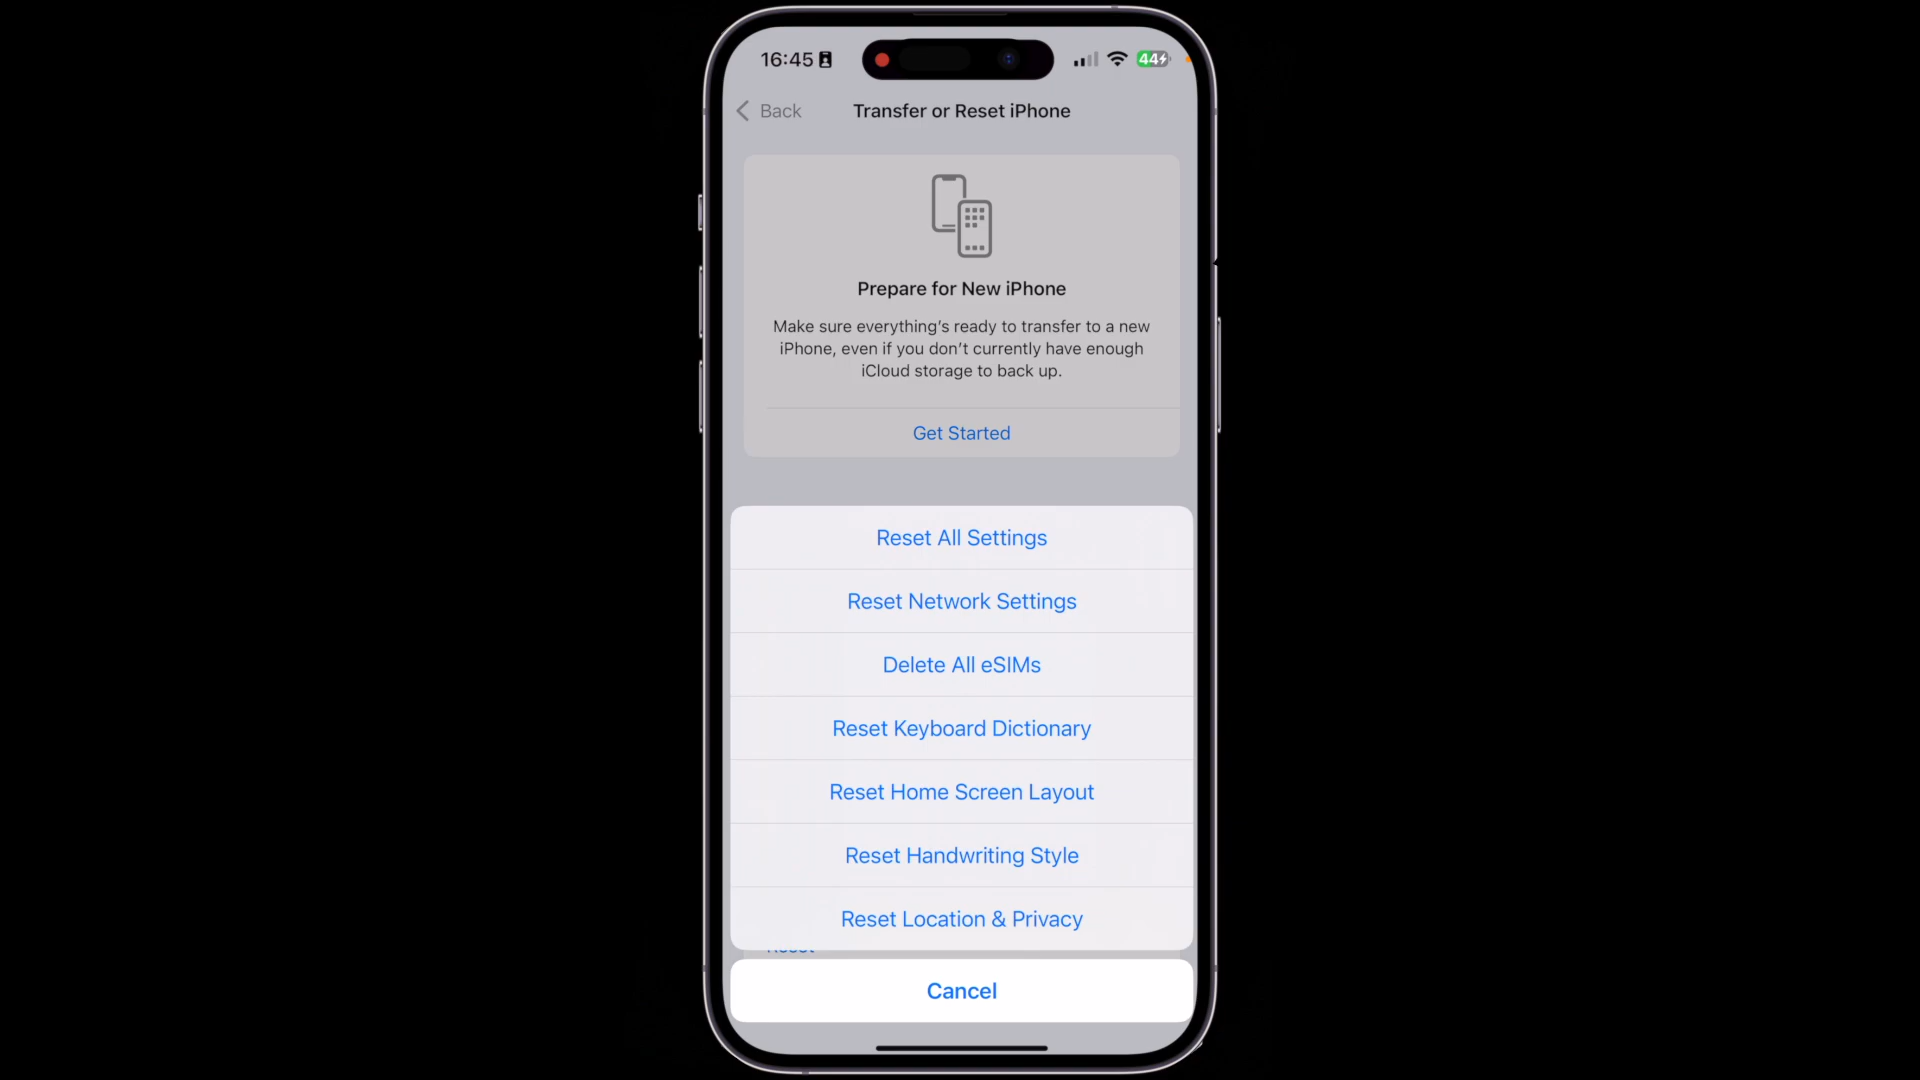 16:45
44
Back
Transfer or Reset iPhone
Prepare for New iPhone
Make sure everything's ready to transfer to a new
iPhone, even if you don't currently have enough
iCloud storage to back up.
Get Started
Reset All Settings
Reset Network Settings
Delete All eSIMs
Reset Keyboard Dictionary
Reset Home Screen Layout
Reset Handwriting Style
Reset Location & Privacy
Reset
Cancel